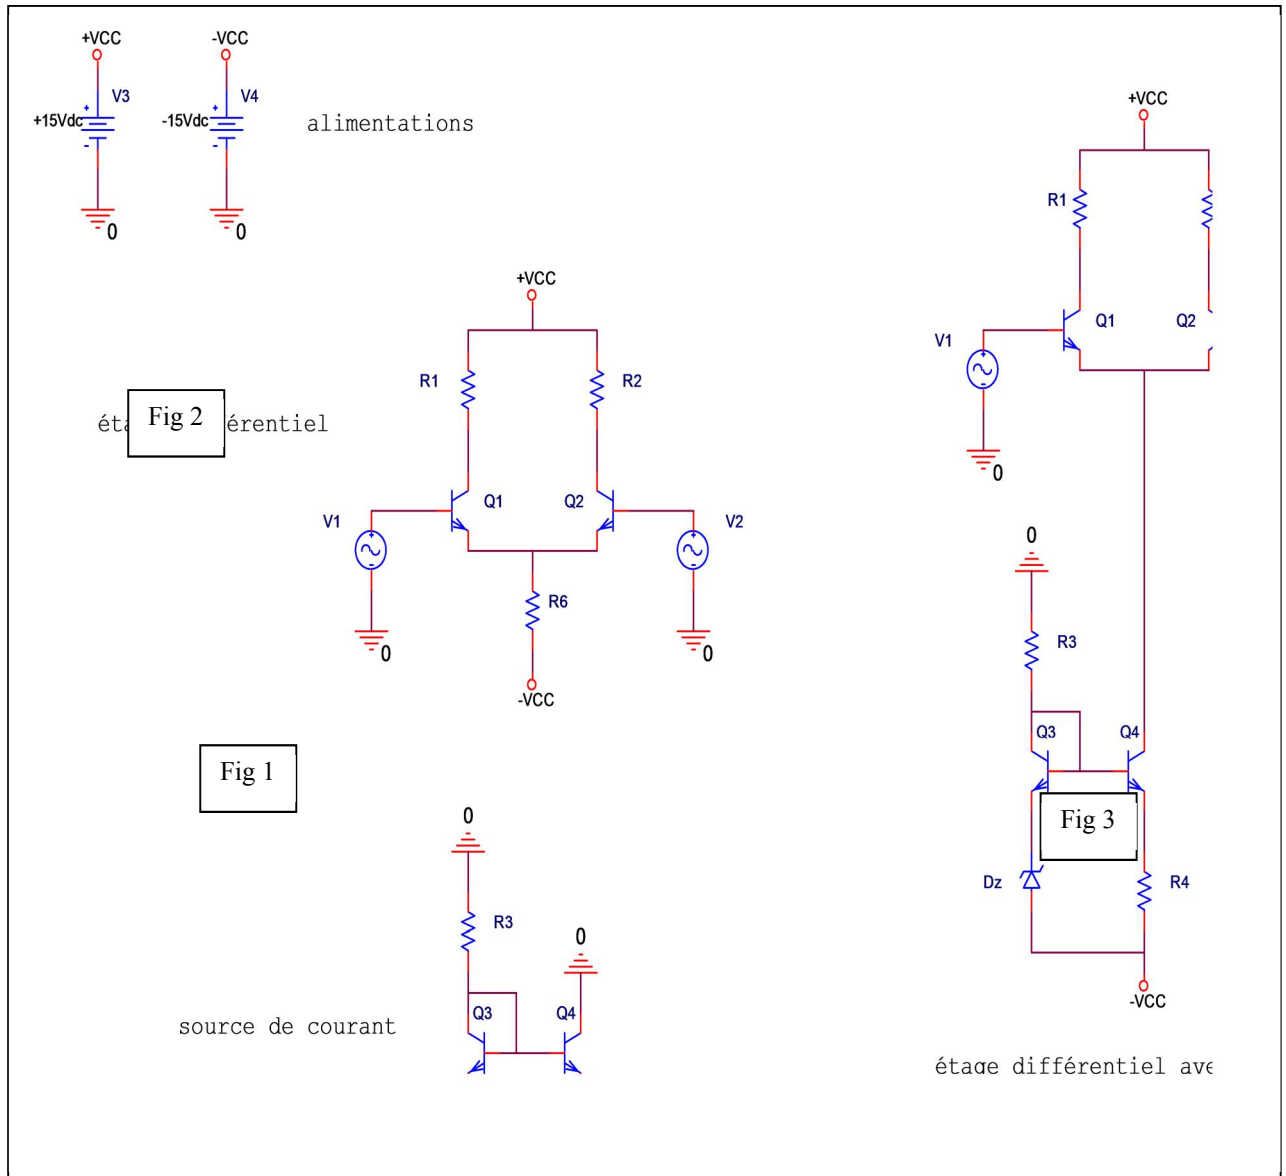 +VCC
-VCC
V3
V4
+15Vdc
-15Vdc
alimentations
0
0
+VCC
R1
R2
Fig 2
érentiel
Q1
Q2
V1
V2
0
0
R6
-VCC
Fig 1
0
R3
0
Q3
Q4
source de courant
+VCC
R1
Q1
Q2
V1
0
0
R3
Q3
Q4
Fig 3
Dz
R4
-VCC
étage différentiel